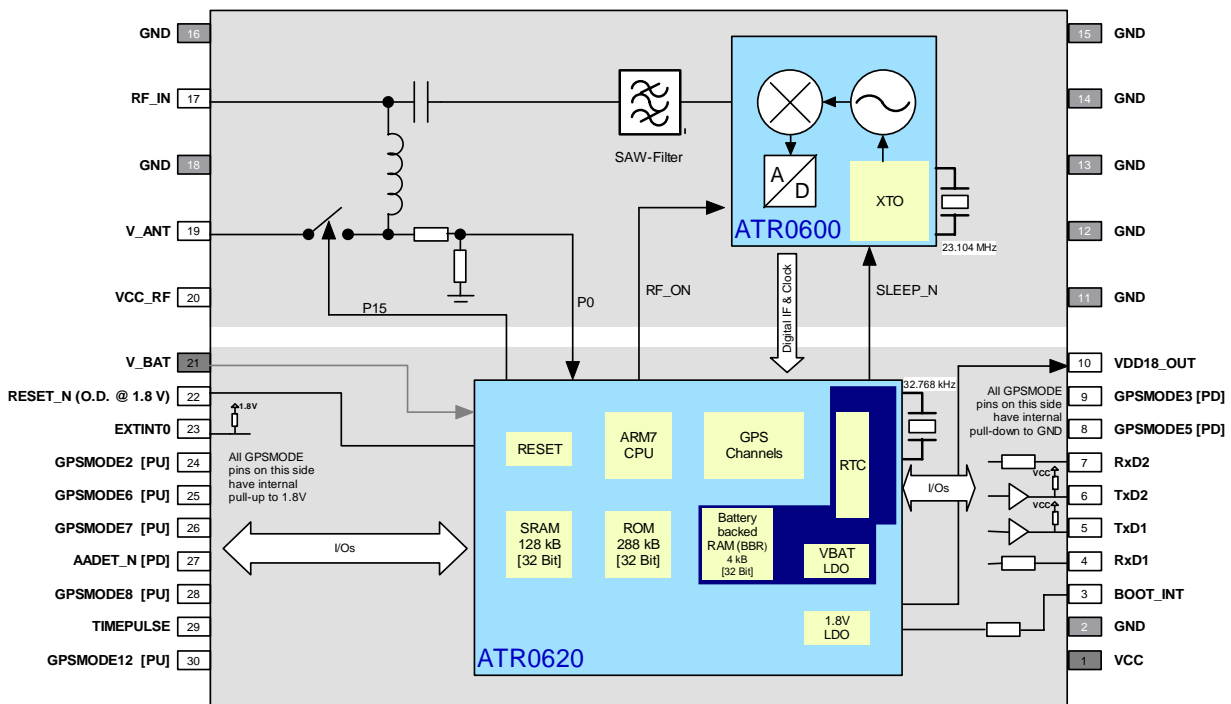 GND 16
RF_IN 17
GND 18
V_ANT 19
VCC_RF 20
V_BAT 21
RESET_N (O.D. @ 1.8 V) 22
EXTINT0 23
GPSMODE2 [PU] 24
GPSMODE6 [PU] 25
GPSMODE7 [PU] 26
AADET_N [PD] 27
GPSMODE8 [PU] 28
TIMEPULSE 29
GPSMODE12 [PU] 30
SAW-Filter
A
D
XTO
ATR0600
23.104 MHz
P15
P0
RF_ON
Digital IF & Clock
SLEEP_N
1.8V
All GPSMODE
pins on this side
have internal
pull-up to 1.8V
I/Os
RESET
ARM7
CPU
GPS
Channels
RTC
SRAM
128 kB
[32 Bit]
ROM
288 kB
[32 Bit]
Battery
backed
RAM (BBR)
4 kB
[32 Bit]
VBAT
LDO
1.8V
LDO
ATR0620
32.768 kHz
I/Os
All GPSMODE
pins on this side
have internal
pull-down to GND
VCC
VCC
15 GND
14 GND
13 GND
12 GND
11 GND
10 VDD18_OUT
9 GPSMODE3 [PD]
8 GPSMODE5 [PD]
7 RxD2
6 TxD2
5 TxD1
4 RxD1
3 BOOT_INT
2 GND
1 VCC